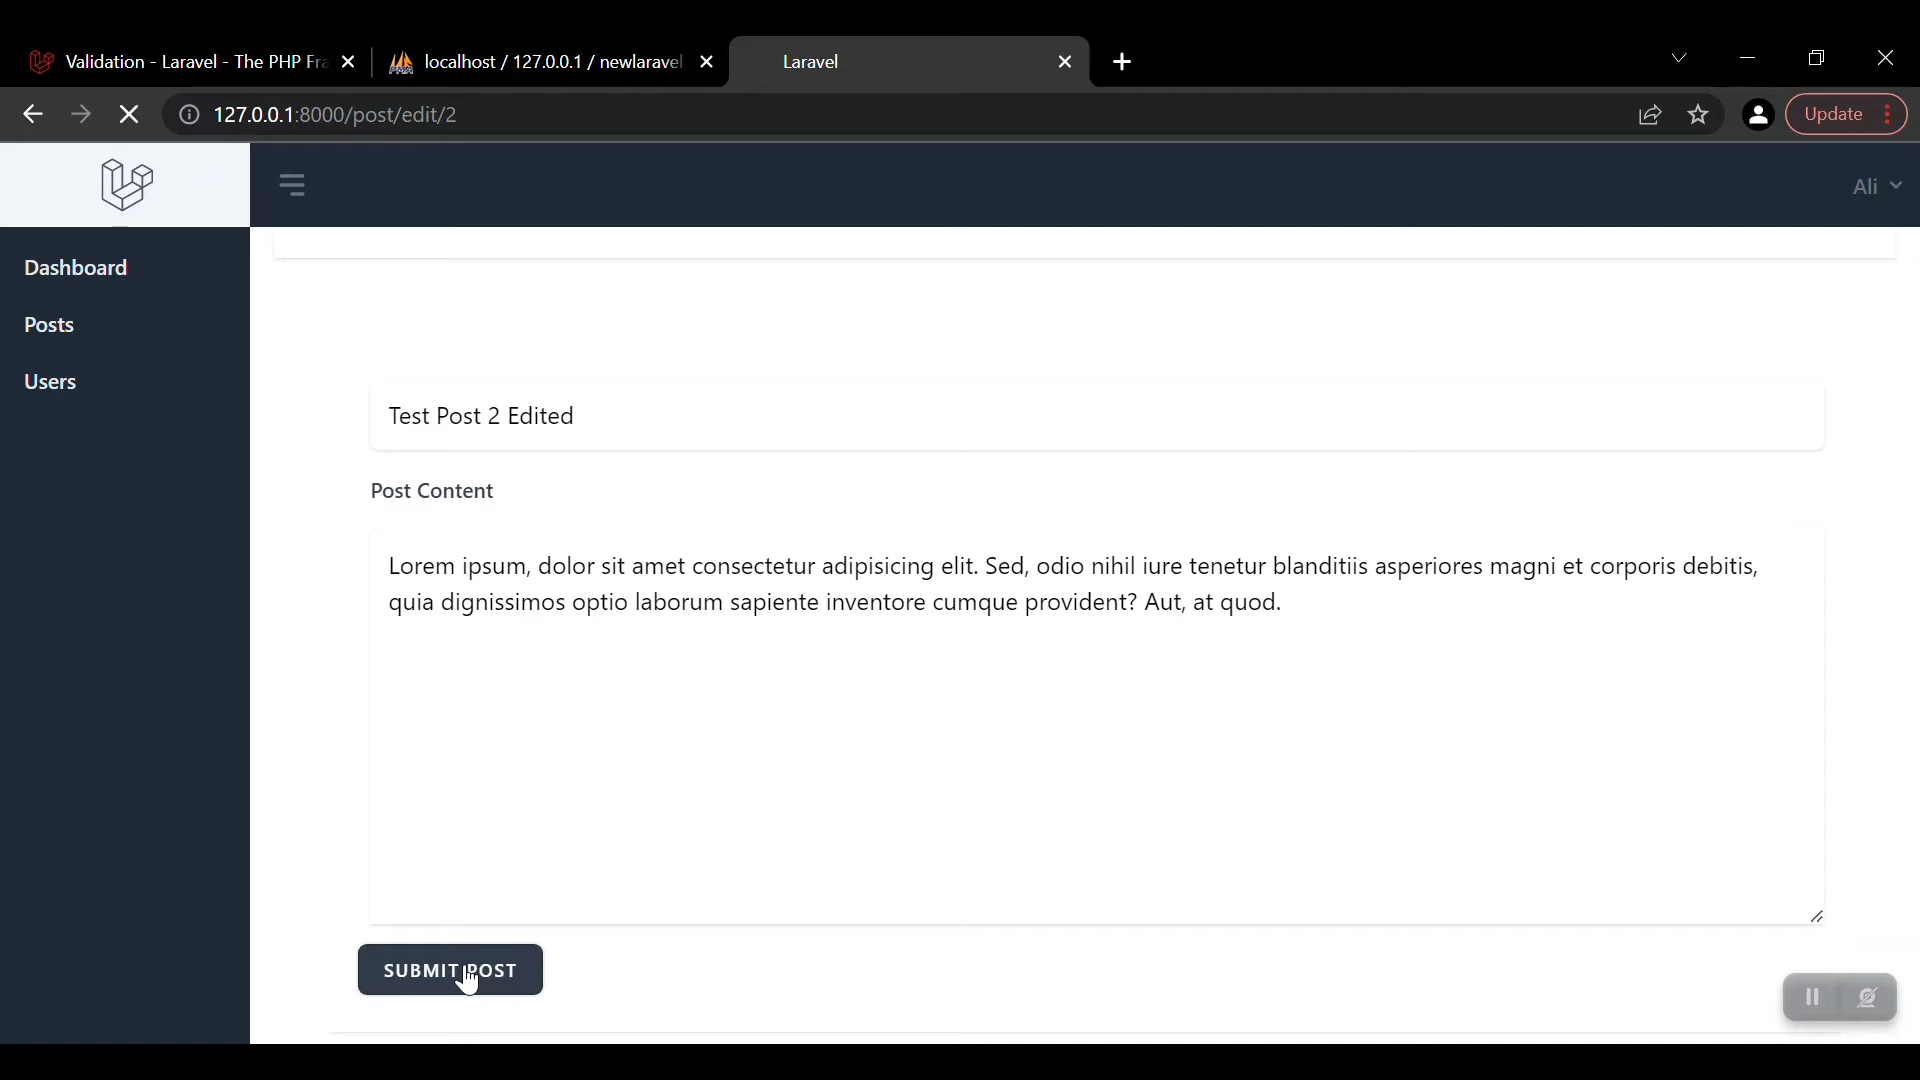 Validation - Laravel - The PHP Fra
localhost / 127.0.0.1 / newlaravel
Laravel
127.0.0.1:8000/post/edit/2
Update
Ali
Dashboard
Posts
Users
Test Post 2 Edited
Post Content
Lorem ipsum, dolor sit amet consectetur adipisicing elit. Sed, odio nihil iure tenetur blanditiis asperiores magni et corporis debitis,
quia dignissimos optio laborum sapiente inventore cumque provident? Aut, at quod.
SUBMIT POST